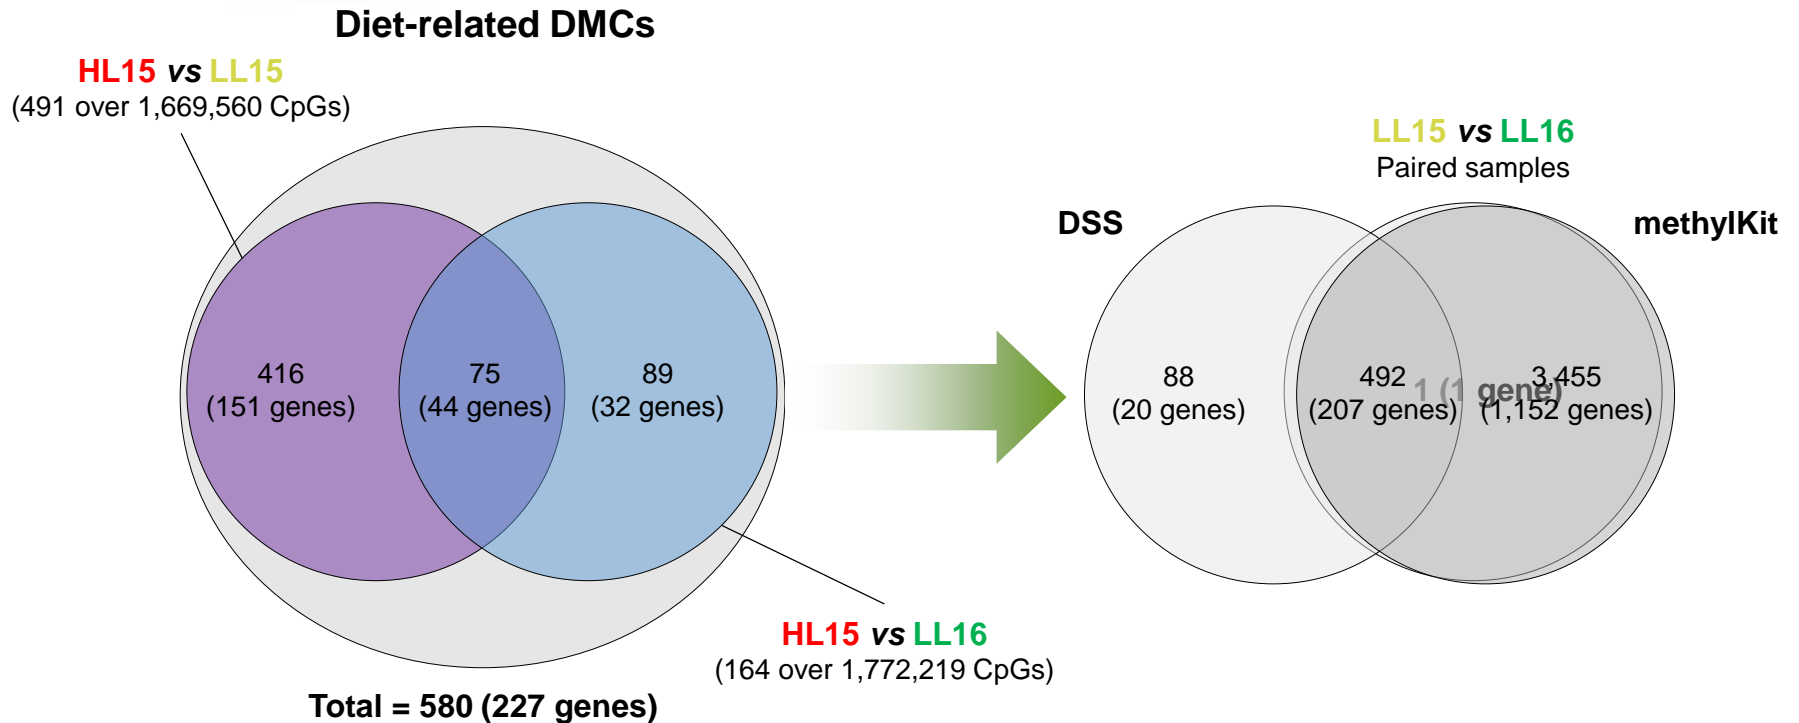 Diet-related DMCs
HL15 vs LL15
(491 over 1,669,560 CpGs)
416
(151 genes)
75
(44 genes)
89
(32 genes)
HL15 vs LL16
(164 over 1,772,219 CpGs)
Total = 580 (227 genes)
LL15 vs LL16
Paired samples
DSS
methylKit
88
(20 genes)
492
(207 genes)
1 (1 gene)
3,455
(1,152 genes)